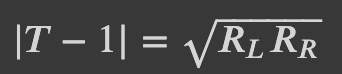 |T − 1| = √(R_L R_R)